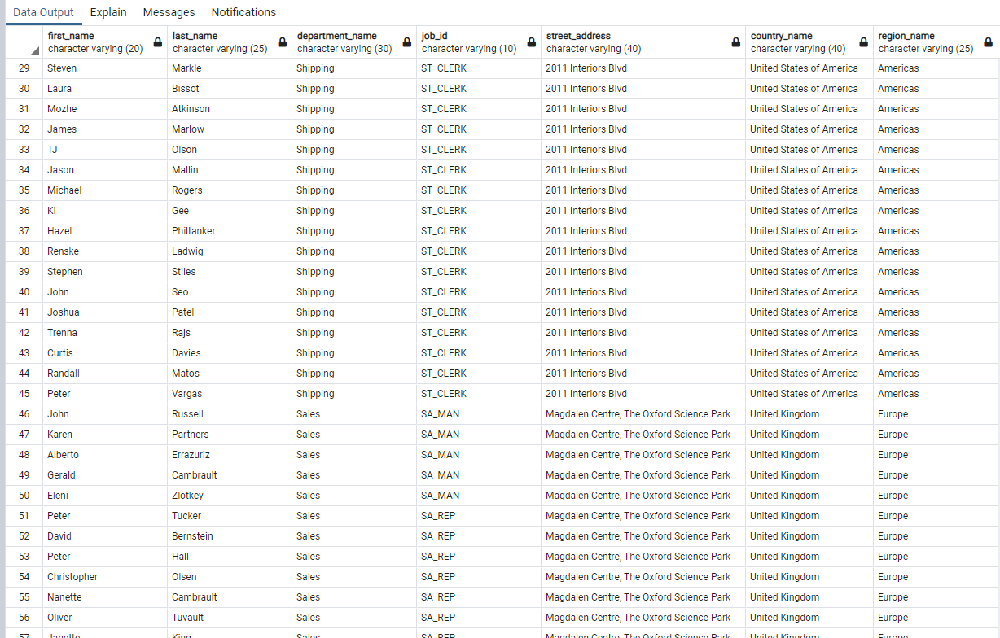 Data Output Explain Messages Notifications
first_name last_name department_name job_id street_address country_name region_name
character varying (20) character varying (25) character varying (30) character varying (10) character varying (40) character varying (40) character varying (25)
29 Steven Markle Shipping ST_CLERK 2011 Interiors Blvd United States of America Americas
30 Laura Bissot Shipping ST_CLERK 2011 Interiors Blvd United States of America Americas
31 Mozhe Atkinson Shipping ST_CLERK 2011 Interiors Blvd United States of America Americas
32 James Marlow Shipping ST_CLERK 2011 Interiors Blvd United States of America Americas
33 TJ Olson Shipping ST_CLERK 2011 Interiors Blvd United States of America Americas
34 Jason Mallin Shipping ST_CLERK 2011 Interiors Blvd United States of America Americas
35 Michael Rogers Shipping ST_CLERK 2011 Interiors Blvd United States of America Americas
36 Ki Gee Shipping ST_CLERK 2011 Interiors Blvd United States of America Americas
37 Hazel Philtanker Shipping ST_CLERK 2011 Interiors Blvd United States of America Americas
38 Renske Ladwig Shipping ST_CLERK 2011 Interiors Blvd United States of America Americas
39 Stephen Stiles Shipping ST_CLERK 2011 Interiors Blvd United States of America Americas
40 John Seo Shipping ST_CLERK 2011 Interiors Blvd United States of America Americas
41 Joshua Patel Shipping ST_CLERK 2011 Interiors Blvd United States of America Americas
42 Trenna Rajs Shipping ST_CLERK 2011 Interiors Blvd United States of America Americas
43 Curtis Davies Shipping ST_CLERK 2011 Interiors Blvd United States of America Americas
44 Randall Matos Shipping ST_CLERK 2011 Interiors Blvd United States of America Americas
45 Peter Vargas Shipping ST_CLERK 2011 Interiors Blvd United States of America Americas
46 John Russell Sales SA_MAN Magdalen Centre, The Oxford Science Park United Kingdom Europe
47 Karen Partners Sales SA_MAN Magdalen Centre, The Oxford Science Park United Kingdom Europe
48 Alberto Errazuriz Sales SA_MAN Magdalen Centre, The Oxford Science Park United Kingdom Europe
49 Gerald Cambrault Sales SA_MAN Magdalen Centre, The Oxford Science Park United Kingdom Europe
50 Eleni Zlotkey Sales SA_MAN Magdalen Centre, The Oxford Science Park United Kingdom Europe
51 Peter Tucker Sales SA_REP Magdalen Centre, The Oxford Science Park United Kingdom Europe
52 David Bernstein Sales SA_REP Magdalen Centre, The Oxford Science Park United Kingdom Europe
53 Peter Hall Sales SA_REP Magdalen Centre, The Oxford Science Park United Kingdom Europe
54 Christopher Olsen Sales SA_REP Magdalen Centre, The Oxford Science Park United Kingdom Europe
55 Nanette Cambrault Sales SA_REP Magdalen Centre, The Oxford Science Park United Kingdom Europe
56 Oliver Tuvault Sales SA_REP Magdalen Centre, The Oxford Science Park United Kingdom Europe
57 Janette King Sales SA_REP Magdalen Centre, The Oxford Science Park United Kingdom Europe